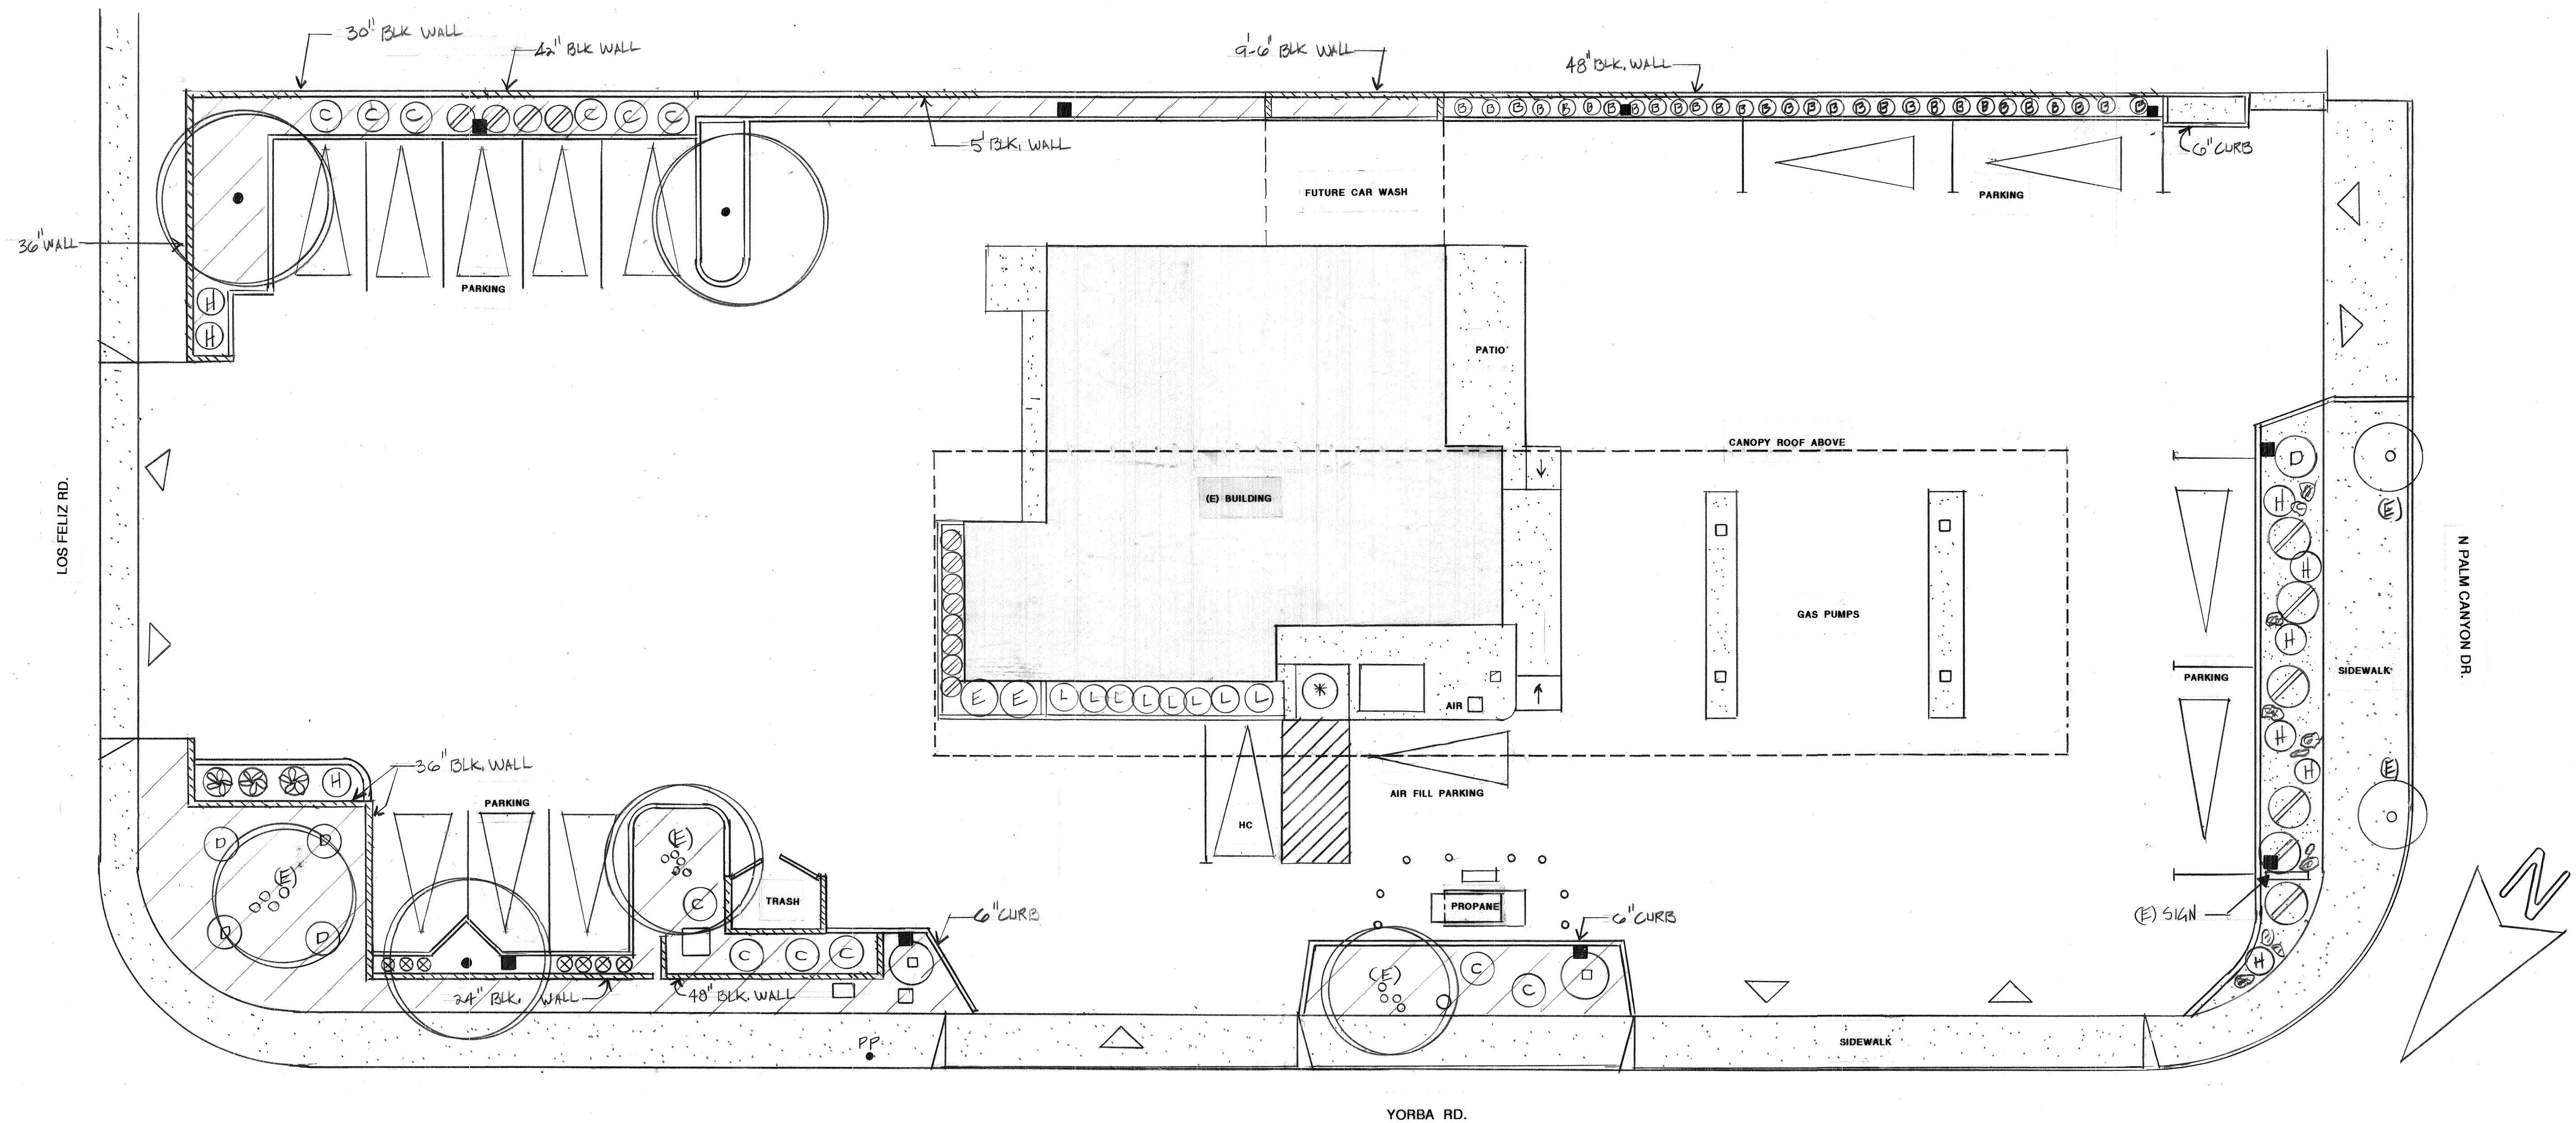 30" BLK WALL
42" BLK WALL
9'-6" BLK WALL
48" BLK. WALL
C C C C C C
B B B B B B B B B B B B B B B B B B B B B B B B B B B
5' BLK. WALL
6" CURB
FUTURE CAR WASH
PARKING
36" WALL
PARKING
H
H
PATIO
CANOPY ROOF ABOVE
D
(E) BUILDING
H
(E)
LOS FELIZ RD.
N PALM CANYON DR.
H
GAS PUMPS
H
SIDEWALK
PARKING
E E L L L L L L L L
AIR
H
36" BLK. WALL
H
(E)
H
PARKING
AIR FILL PARKING
HC
D D
(E)
(E)
C
TRASH
PROPANE
D D
6" CURB
6" CURB
(E) SIGN
N
C C C
H
(E) C C
24" BLK. WALL
48" BLK. WALL
PP
SIDEWALK
YORBA RD.